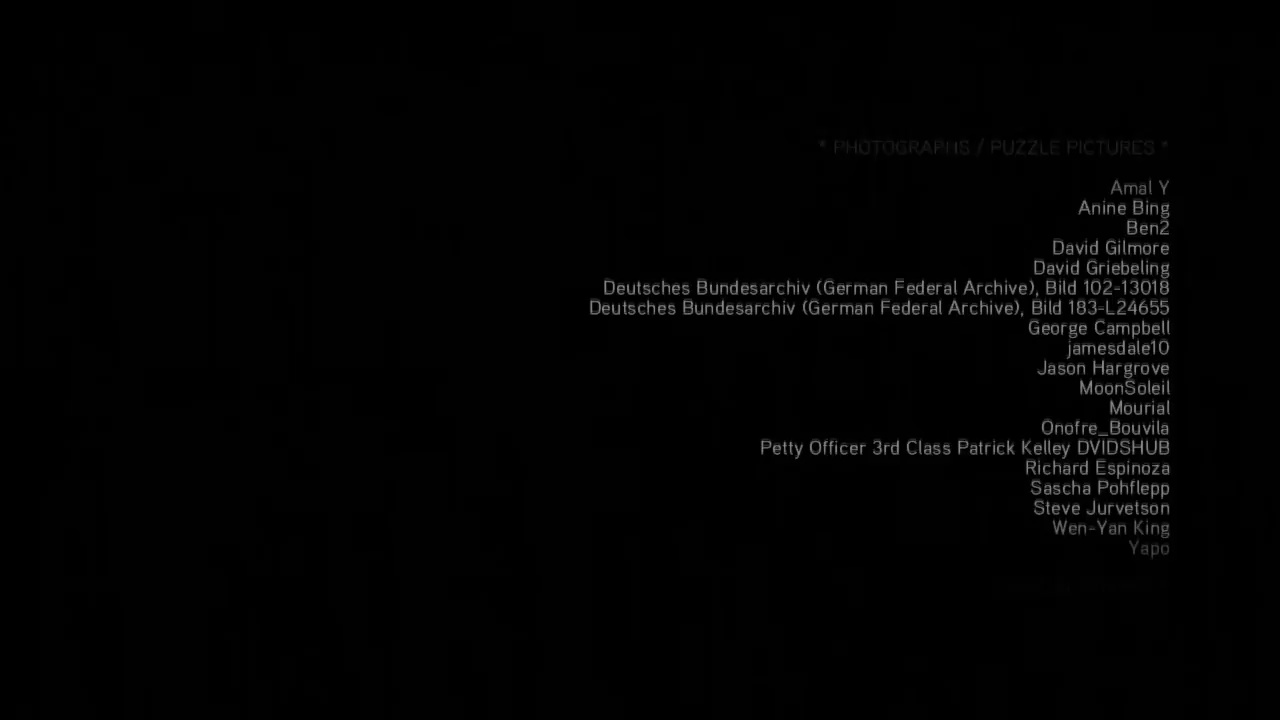 * PHOTOGRAPHS / PUZZLE PICTURES *
Amal Y
Anine Bing
Ben2
David Gilmore
David Griebeling
Deutsches Bundesarchiv (German Federal Archive), Bild 102-13018
Deutsches Bundesarchiv (German Federal Archive), Bild 183-L24655
George Campbell
jamesdale10
Jason Hargrove
MoonSoleil
Mourial
Onofre_Bouvila
Petty Officer 3rd Class Patrick Kelley DVIDSHUB
Richard Espinoza
Sascha Pohflepp
Steve Jurvetson
Wen-Yan King
Yapo